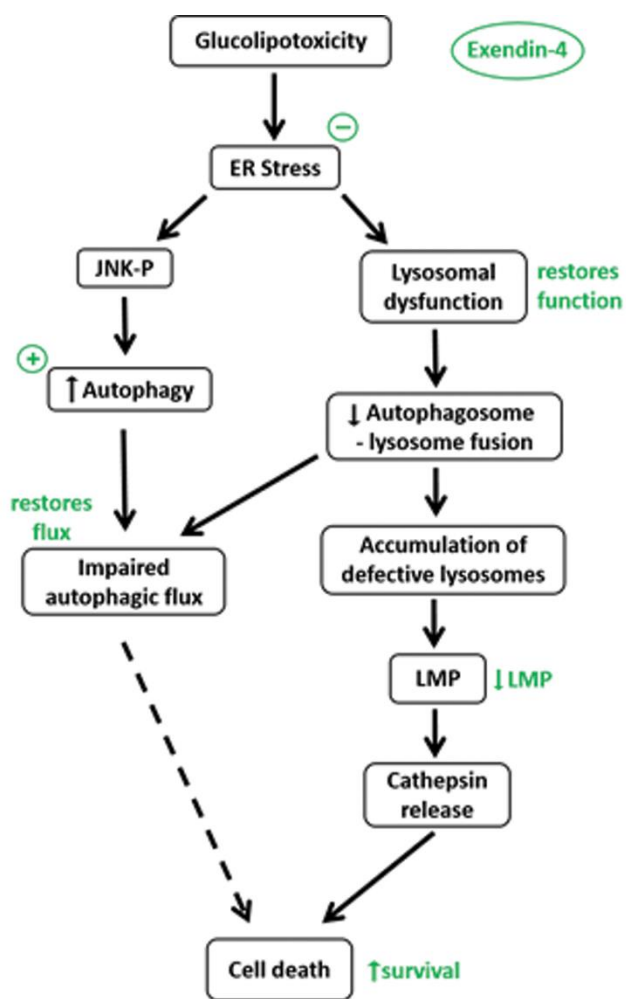 Glucolipotoxicity
Exendin-4
−
ER Stress
JNK-P
Lysosomal
dysfunction
restores
function
+
↑Autophagy
↓Autophagosome
- lysosome fusion
restores
flux
Impaired
autophagic flux
Accumulation of
defective lysosomes
LMP
↓LMP
Cathepsin
release
Cell death
↑survival